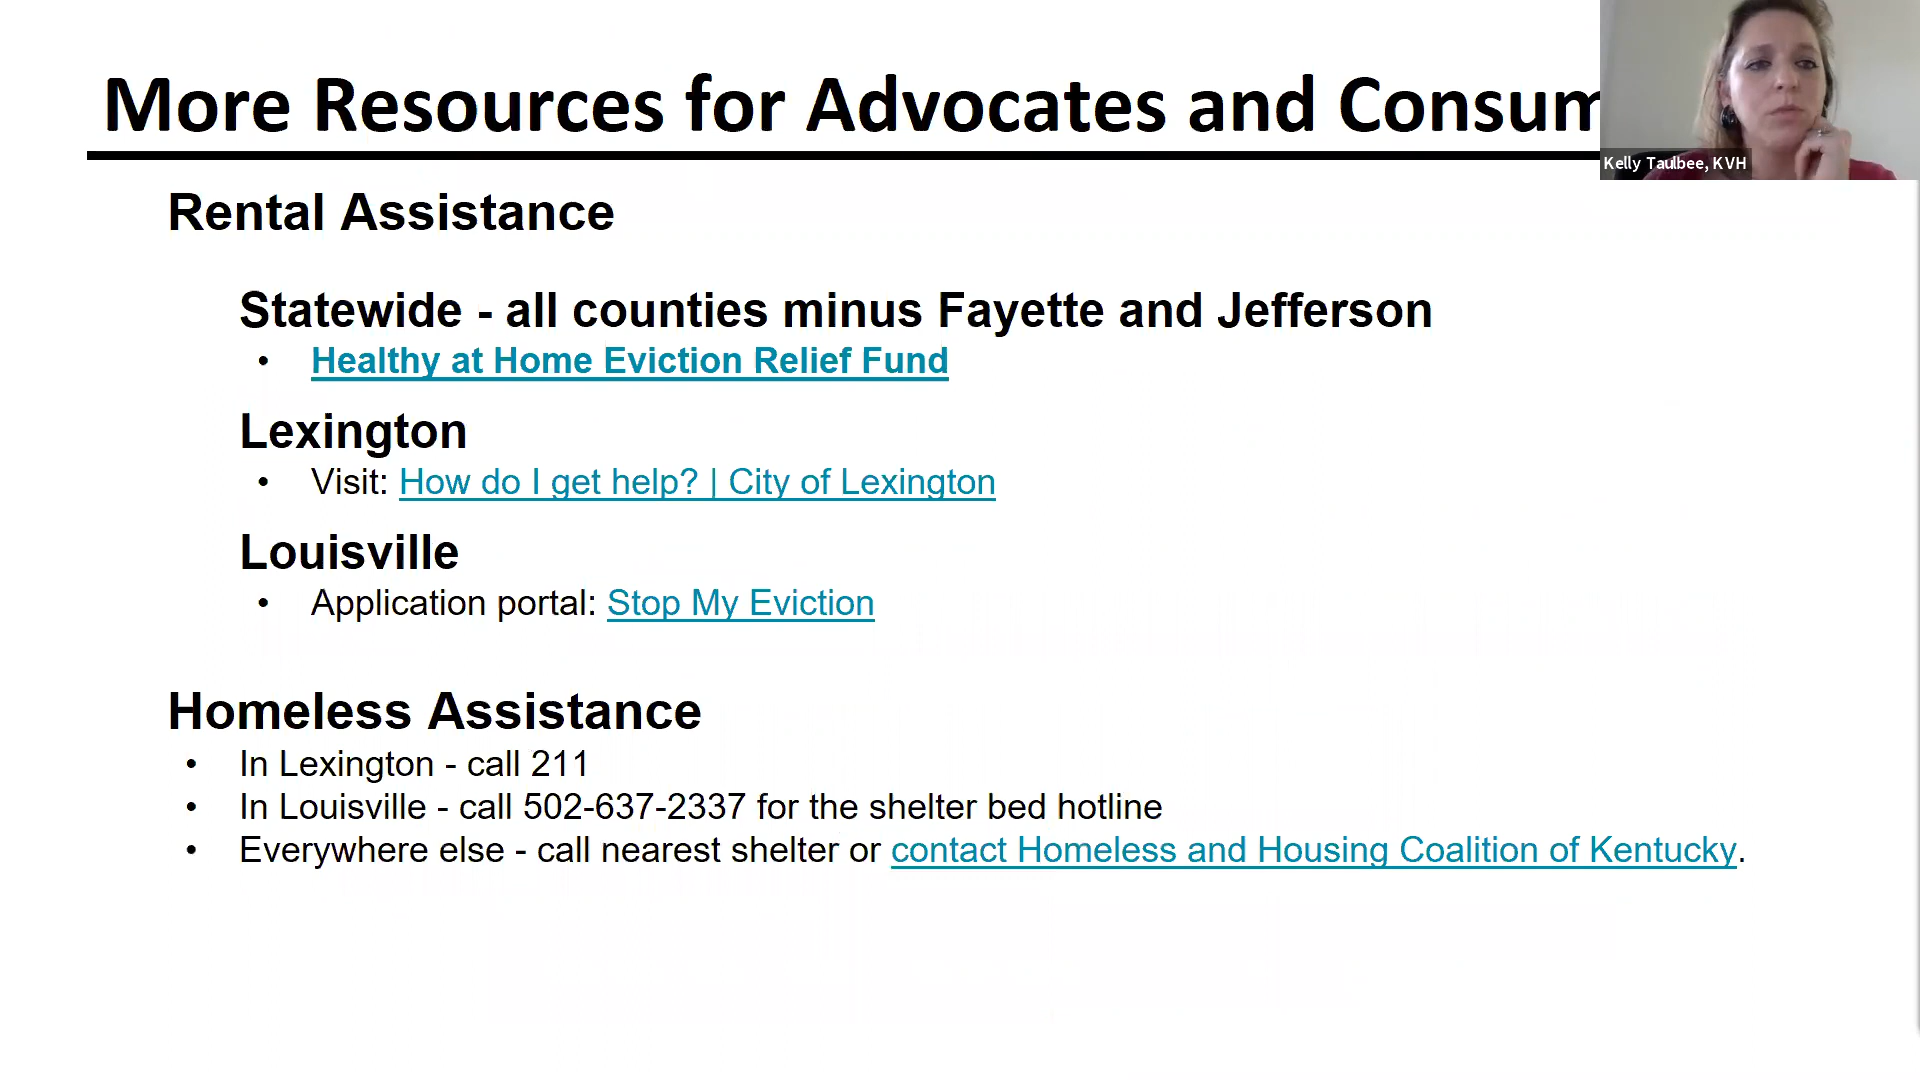 More Resources for Advocates and Consum
Kelly Taulbee, KVH
Rental Assistance
Statewide - all counties minus Fayette and Jefferson
• Healthy at Home Eviction Relief Fund
Lexington
• Visit: How do I get help? | City of Lexington
Louisville
• Application portal: Stop My Eviction
Homeless Assistance
• In Lexington - call 211
• In Louisville - call 502-637-2337 for the shelter bed hotline
• Everywhere else - call nearest shelter or contact Homeless and Housing Coalition of Kentucky.